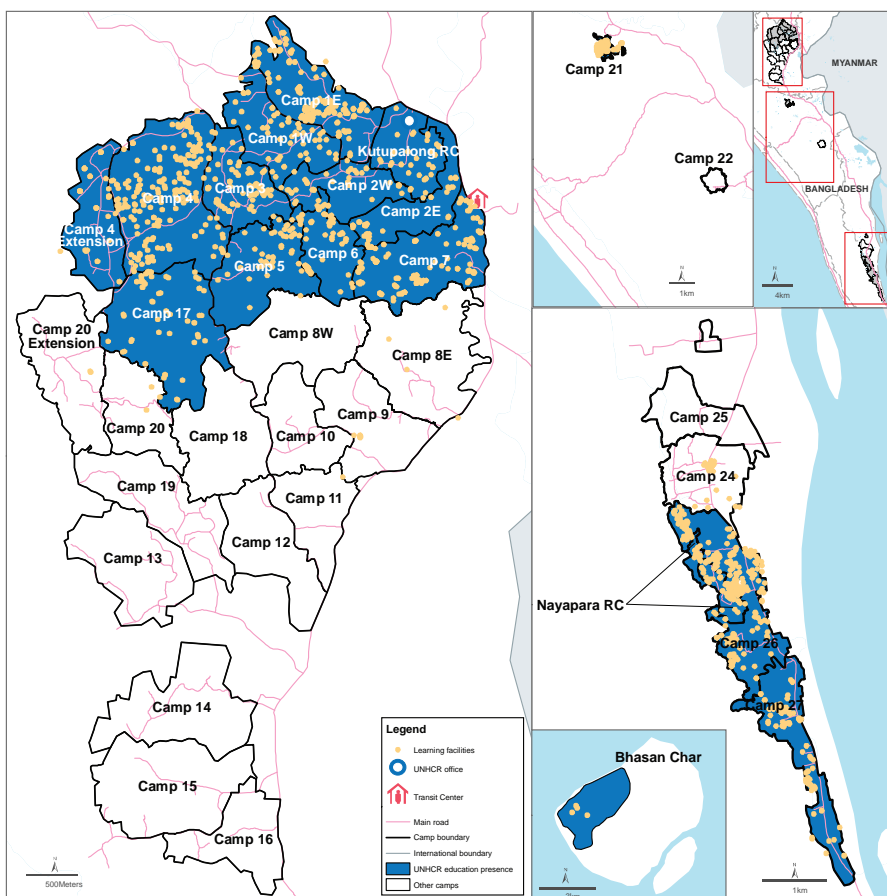 Camp 1E
Camp 1W
Kutupalong RC
Camp 3
Camp 2W
Camp 4
Camp 2E
Camp 4
Extension
Camp 6
Camp 7
Camp 5
Camp 17
Camp 20
Extension
Camp 8W
Camp 8E
Camp 9
Camp 20
Camp 18
Camp 10
Camp 19
Camp 11
Camp 12
Camp 13
Camp 14
Camp 15
Camp 16
N
500Meters
Legend
Learning facilities
UNHCR office
Transit Center
Main road
Camp boundary
International boundary
UNHCR education presence
Other camps
Camp 21
Camp 22
N
1km
MYANMAR
BANGLADESH
N
4km
Camp 25
Camp 24
Nayapara RC
Camp 26
Camp 27
N
1km
Bhasan Char
N